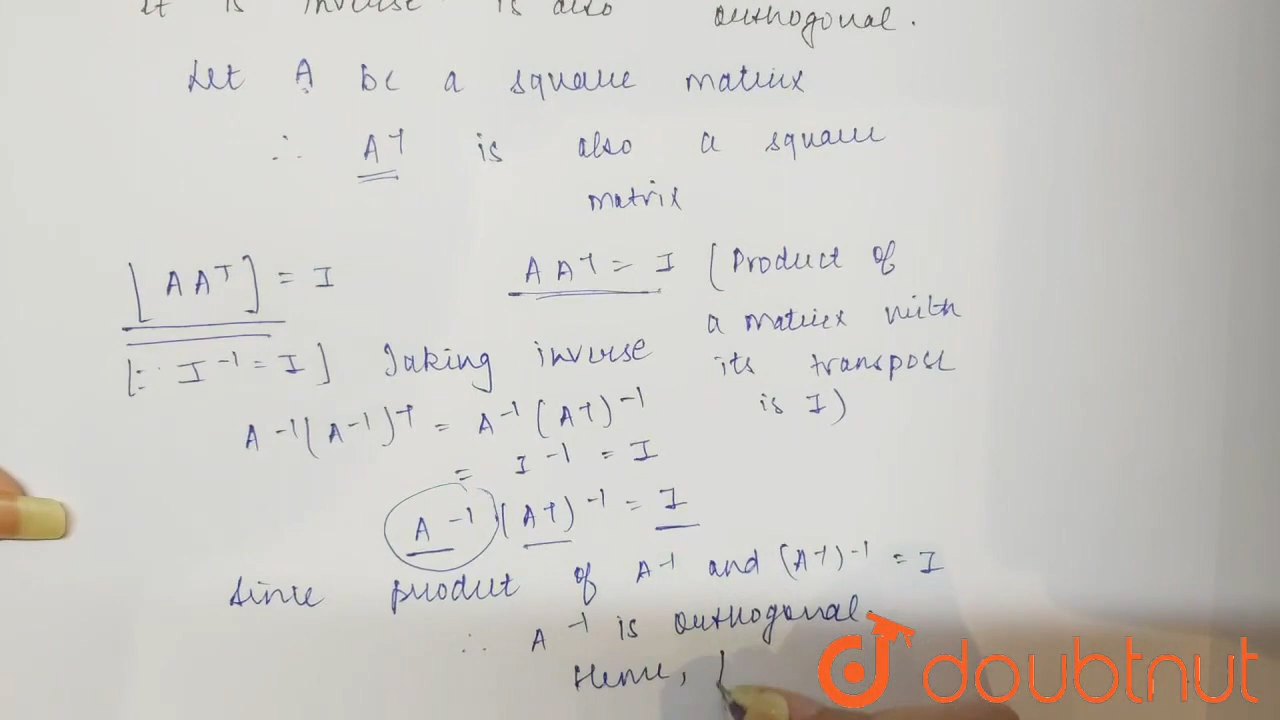 It is inverse is also orthogonal.
Let A be a square matrix
∴ A^T is also a square
matrix
[AA^T] = I
AA^T = I (Product of
a matrix with
its transpose
is I)
[∵ I^-1 = I] Taking inverse
A^-1(A^-1)^T = A^-1(A^T)^-1
= I^-1 = I
A^-1(A^T)^-1 = I
Since product of A^-1 and (A^T)^-1 = I
∴ A^-1 is orthogonal.
Hence,
doubtnut